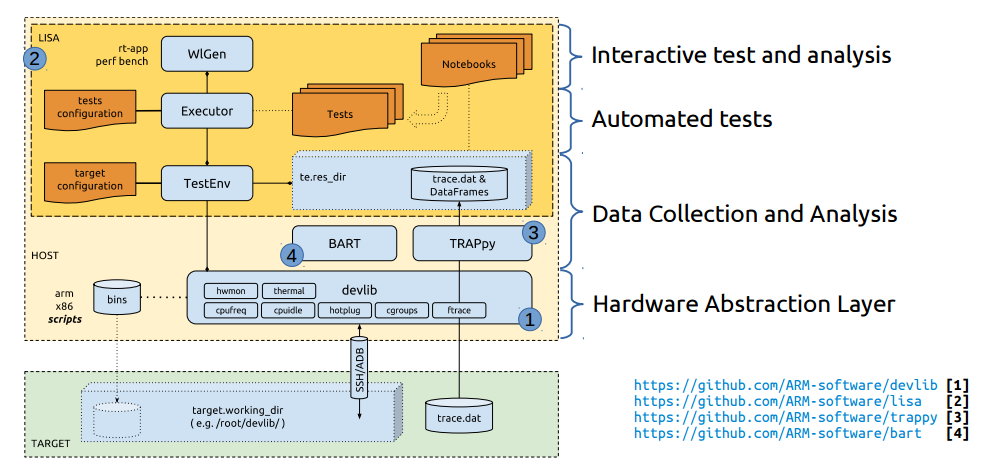 LISA
2
rt-app
perf bench
WlGen
Notebooks
Interactive test and analysis
tests
configuration
Executor
Tests
Automated tests
target
configuration
TestEnv
te.res_dir
trace.dat &
DataFrames
Data Collection and Analysis
4
BART
TRAPpy
3
HOST
arm
x86
scripts
bins
devlib
hwmon
thermal
cpufreq
cpuidle
hotplug
cgroups
ftrace
1
Hardware Abstraction Layer
SSH/ADB
target.working_dir
( e.g. /root/devlib/ )
trace.dat
TARGET
https://github.com/ARM-software/devlib [1]
https://github.com/ARM-software/lisa [2]
https://github.com/ARM-software/trappy [3]
https://github.com/ARM-software/bart [4]